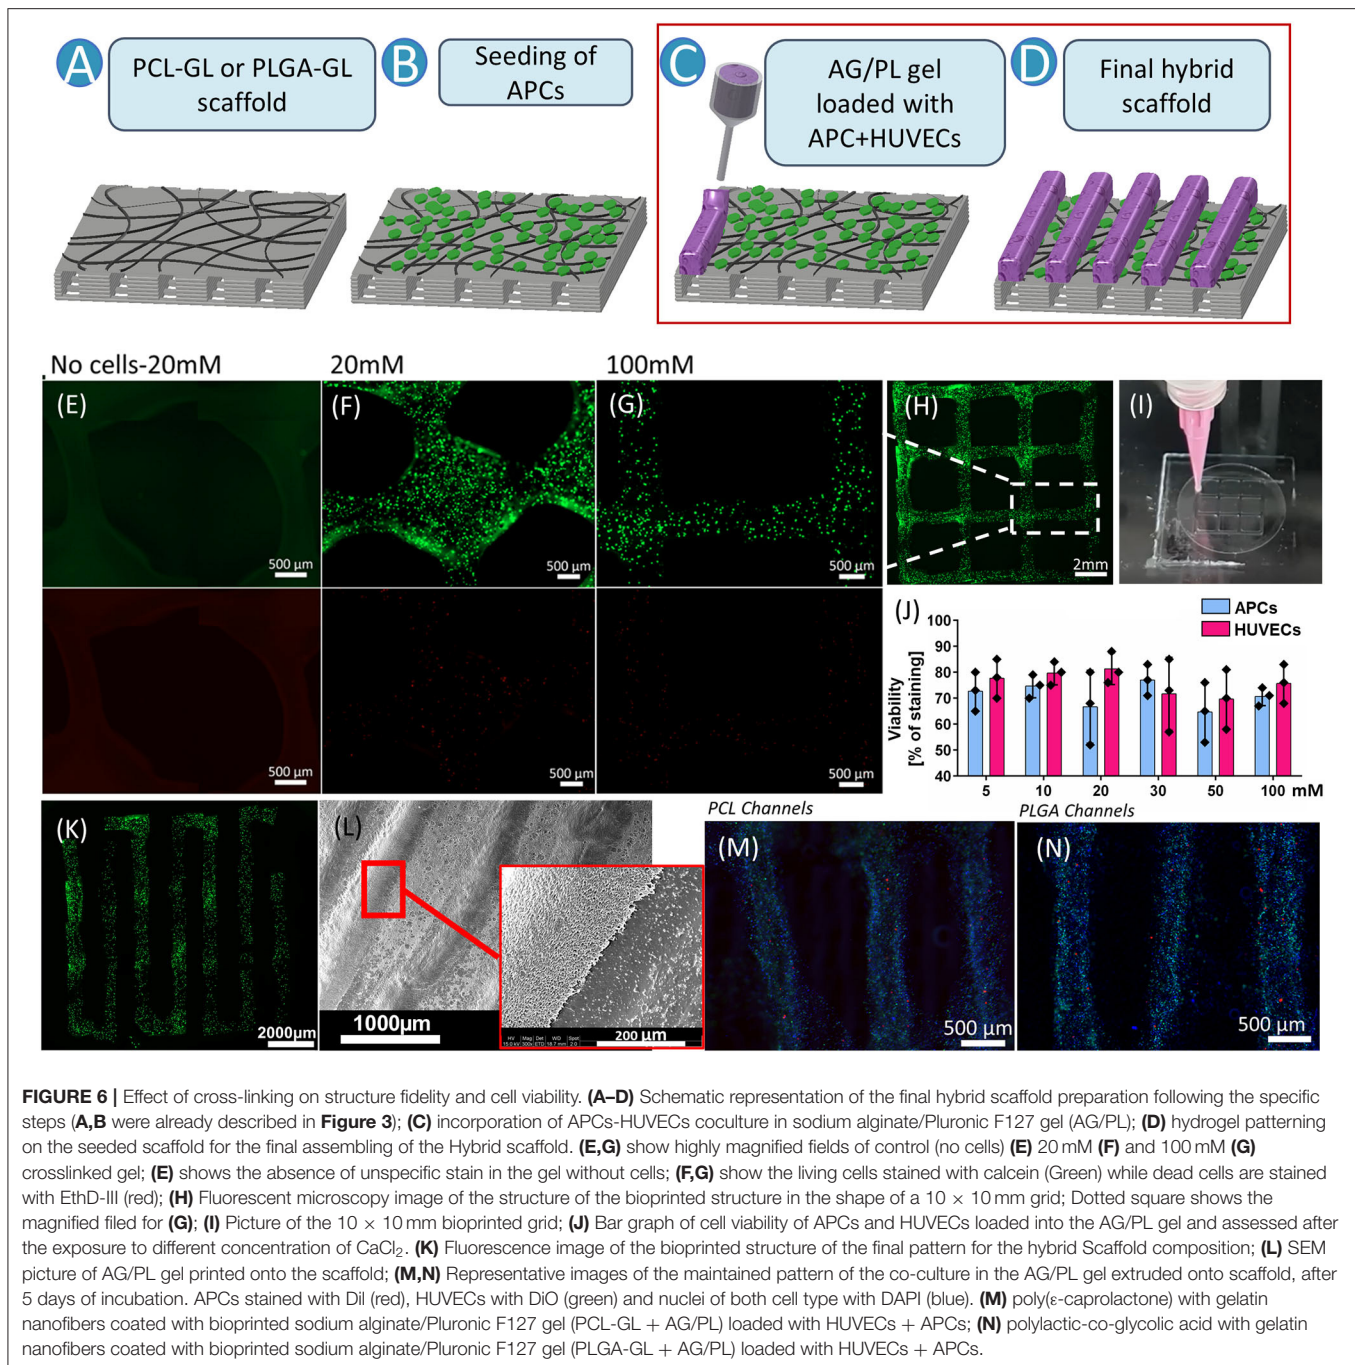 A
PCL-GL or PLGA-GL
scaffold
B
Seeding of
APCs
C
AG/PL gel
loaded with
APC+HUVECs
D
Final hybrid
scaffold
No cells-20mM
20mM
100mM
(E)
500 µm
(F)
500 µm
(G)
500 µm
(H)
2mm
(I)
500 µm
500 µm
500 µm
(J)
APCs
HUVECs
Viability
[% of staining]
100
90
80
70
60
50
40
5 10 20 30 50 100 mM
(K)
2000µm
(L)
1000µm
200 µm
PCL Channels
(M)
500 µm
PLGA Channels
(N)
500 µm
FIGURE 6 | Effect of cross-linking on structure fidelity and cell viability. (A–D) Schematic representation of the final hybrid scaffold preparation following the specific
steps (A,B were already described in Figure 3); (C) incorporation of APCs-HUVECs coculture in sodium alginate/Pluronic F127 gel (AG/PL); (D) hydrogel patterning
on the seeded scaffold for the final assembling of the Hybrid scaffold. (E,G) show highly magnified fields of control (no cells) (E) 20 mM (F) and 100 mM (G)
crosslinked gel; (E) shows the absence of unspecific stain in the gel without cells; (F,G) show the living cells stained with calcein (Green) while dead cells are stained
with EthD-III (red); (H) Fluorescent microscopy image of the structure of the bioprinted structure in the shape of a 10 × 10 mm grid; Dotted square shows the
magnified filed for (G); (I) Picture of the 10 × 10 mm bioprinted grid; (J) Bar graph of cell viability of APCs and HUVECs loaded into the AG/PL gel and assessed after
the exposure to different concentration of CaCl₂. (K) Fluorescence image of the bioprinted structure of the final pattern for the hybrid Scaffold composition; (L) SEM
picture of AG/PL gel printed onto the scaffold; (M,N) Representative images of the maintained pattern of the co-culture in the AG/PL gel extruded onto scaffold, after
5 days of incubation. APCs stained with DiI (red), HUVECs with DiO (green) and nuclei of both cell type with DAPI (blue). (M) poly(ε-caprolactone) with gelatin
nanofibers coated with bioprinted sodium alginate/Pluronic F127 gel (PCL-GL + AG/PL) loaded with HUVECs + APCs; (N) polylactic-co-glycolic acid with gelatin
nanofibers coated with bioprinted sodium alginate/Pluronic F127 gel (PLGA-GL + AG/PL) loaded with HUVECs + APCs.